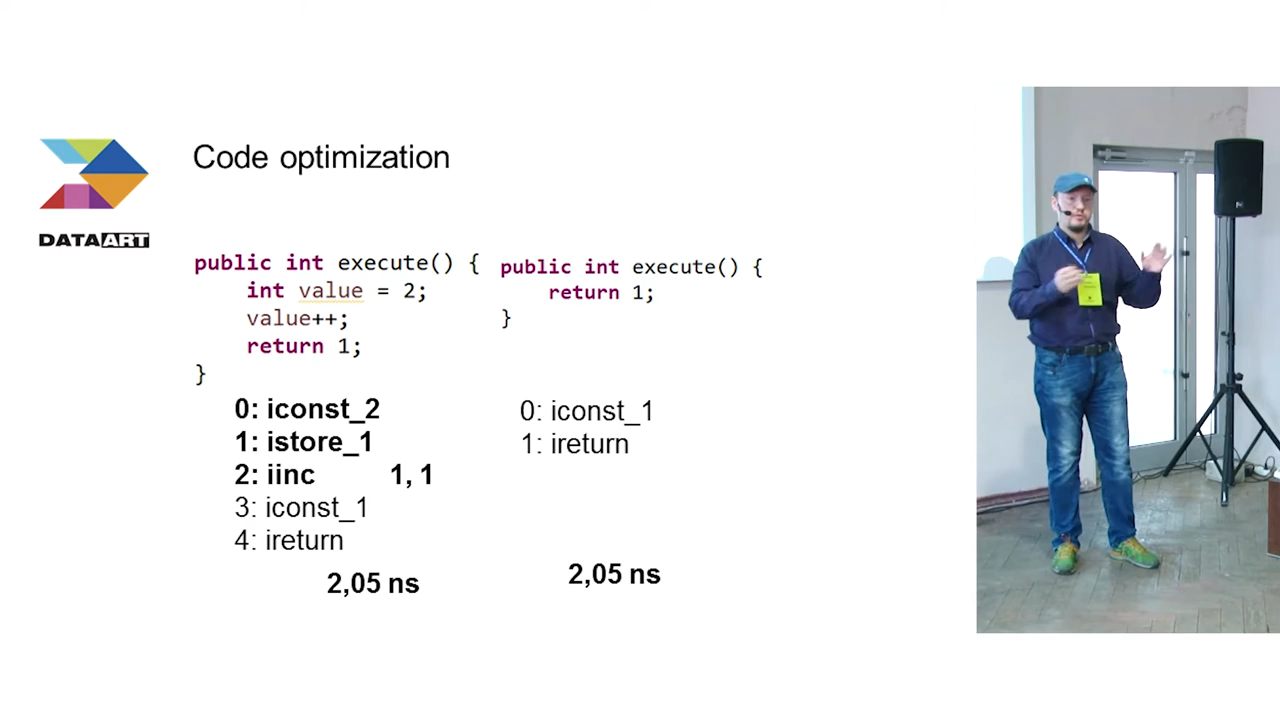 DATAART
Code optimization
public int execute() {
int value = 2;
value++;
return 1;
}
0: iconst_2
1: istore_1
2: iinc 1, 1
3: iconst_1
4: ireturn
2,05 ns
public int execute() {
return 1;
}
0: iconst_1
1: ireturn
2,05 ns